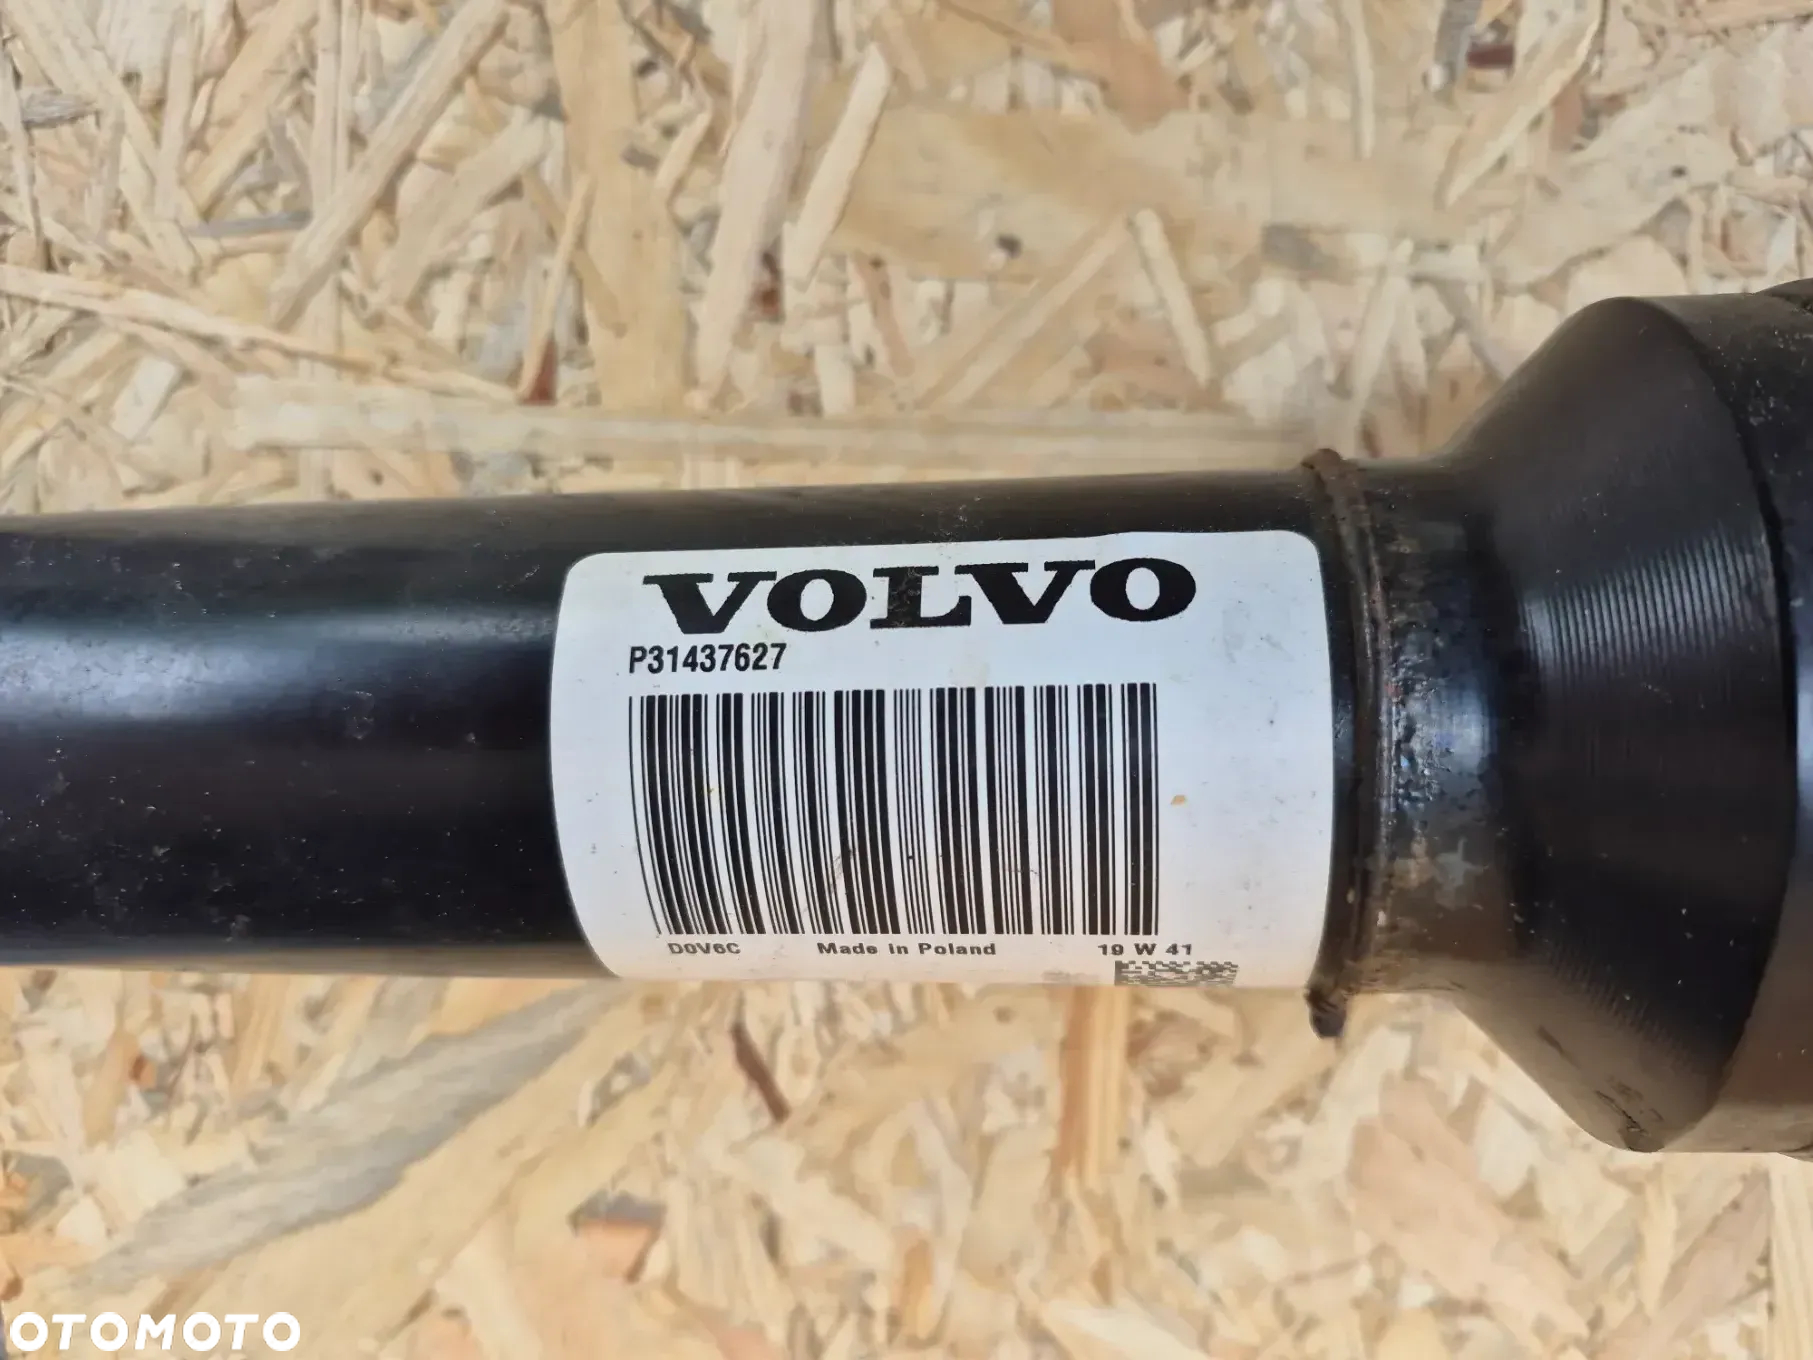 VOLVO
P31437627
D0V6C Made in Poland 19 W 41
OTOMOTO